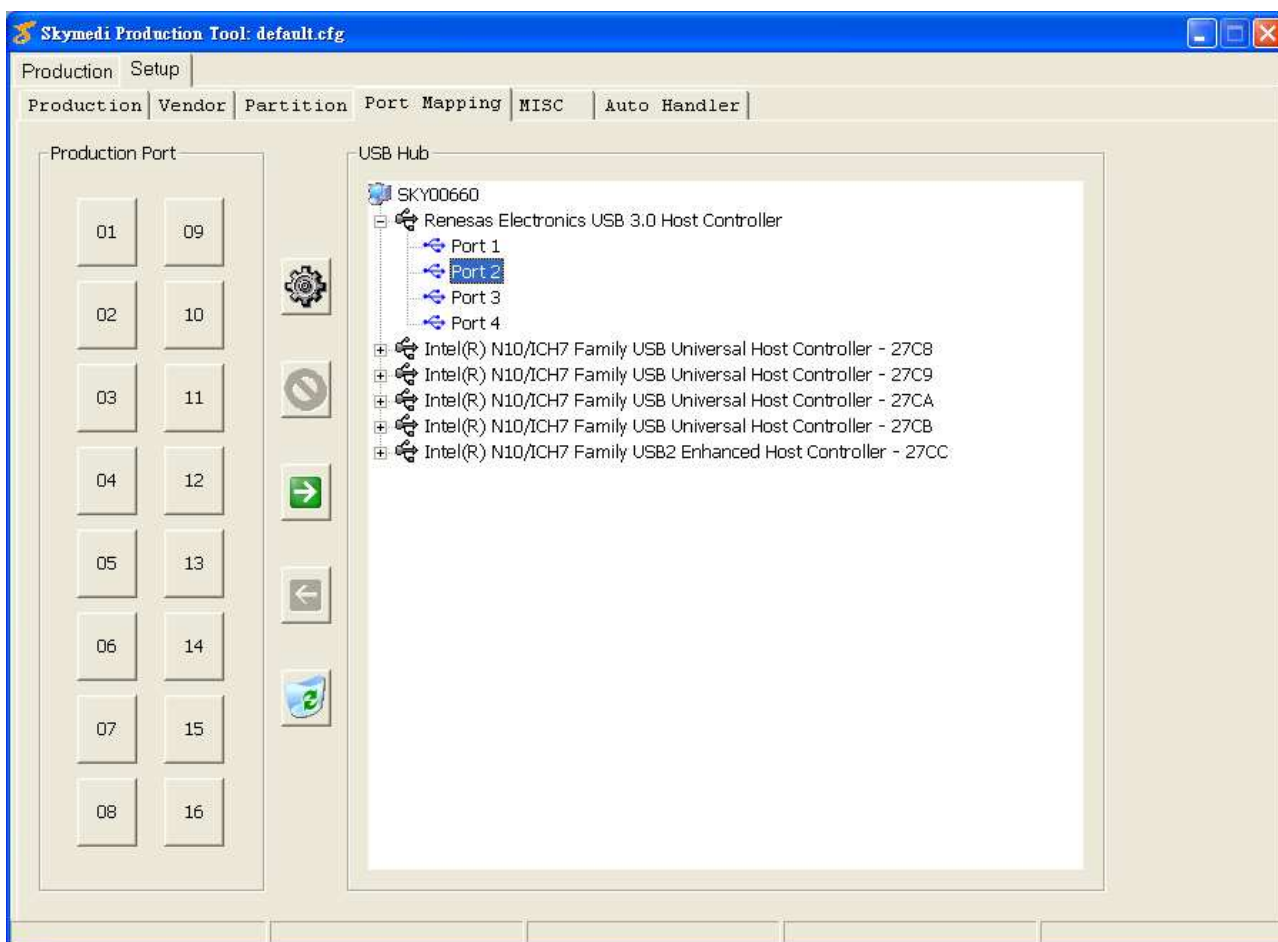 Skymedi Production Tool: default.cfg
Production Setup
Production Vendor Partition Port Mapping MISC Auto Handler
Production Port
01 09
02 10
03 11
04 12
05 13
06 14
07 15
08 16
USB Hub
SKY00660
Renesas Electronics USB 3.0 Host Controller
Port 1
Port 2
Port 3
Port 4
Intel(R) N10/ICH7 Family USB Universal Host Controller - 27C8
Intel(R) N10/ICH7 Family USB Universal Host Controller - 27C9
Intel(R) N10/ICH7 Family USB Universal Host Controller - 27CA
Intel(R) N10/ICH7 Family USB Universal Host Controller - 27CB
Intel(R) N10/ICH7 Family USB2 Enhanced Host Controller - 27CC